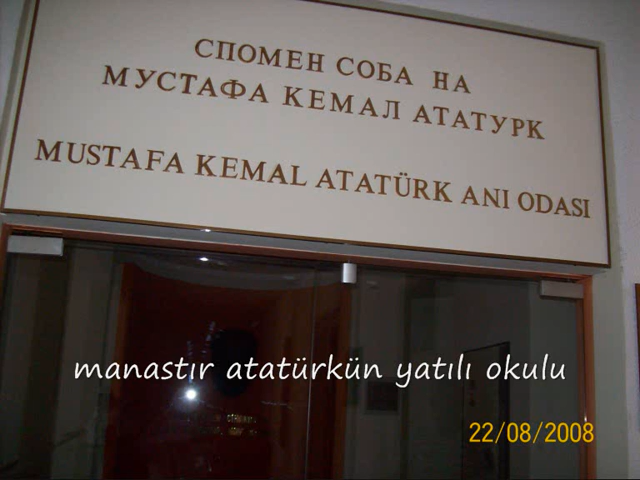 СПОМЕН СОБА НА
МУСТАФА КЕМАЛ АТАТУРК
MUSTAFA KEMAL ATATÜRK ANI ODASI
manastır atatürkün yatılı okulu
22/08/2008